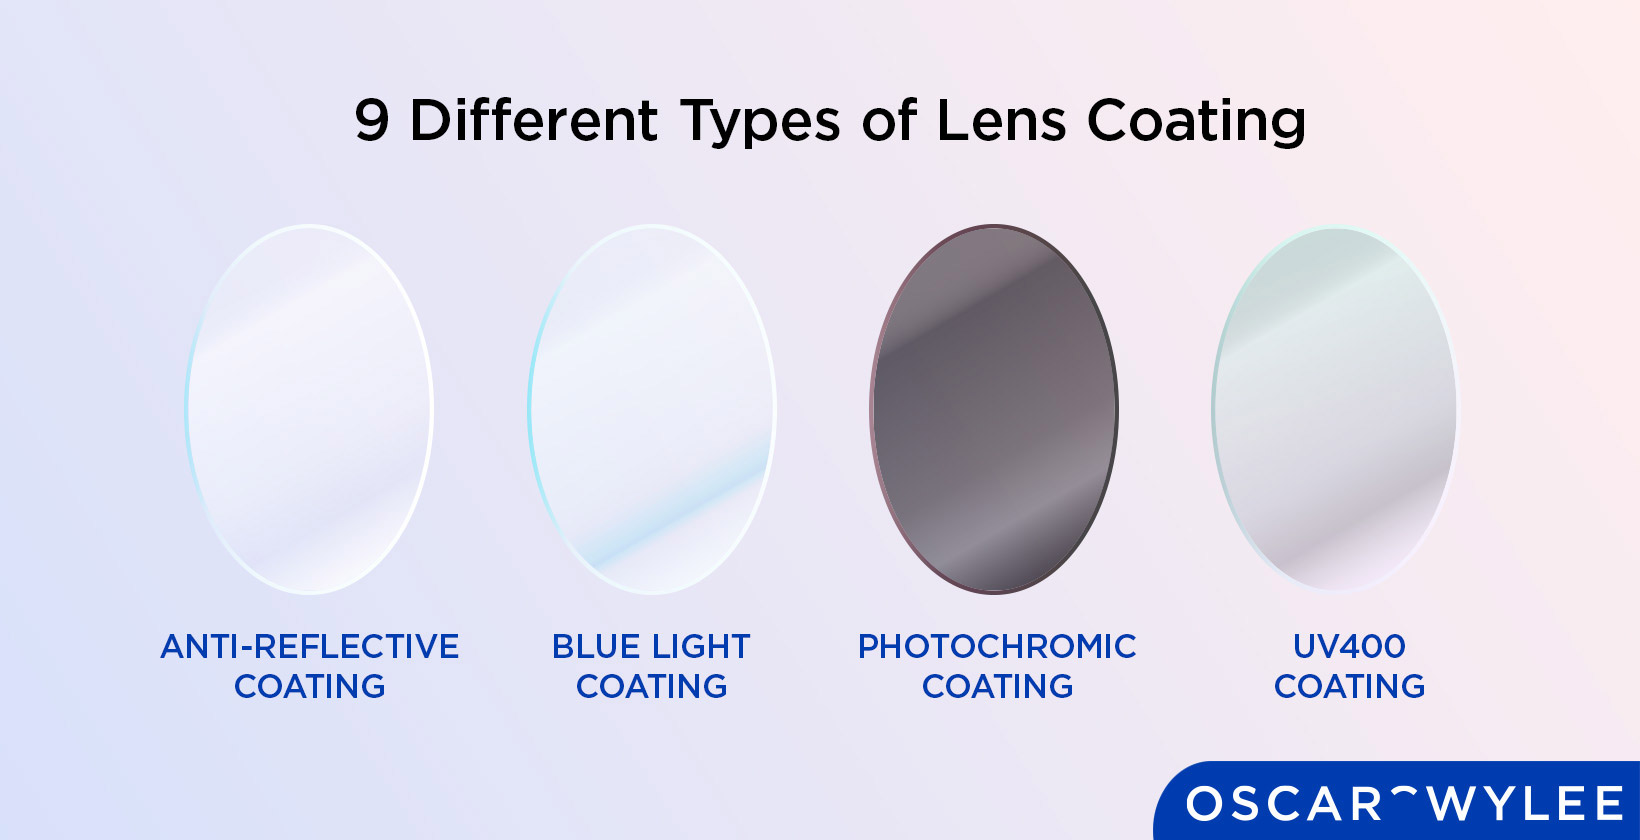 9 Different Types of Lens Coating
ANTI-REFLECTIVE
COATING
BLUE LIGHT
COATING
PHOTOCHROMIC
COATING
UV400
COATING
OSCAR WYLEE